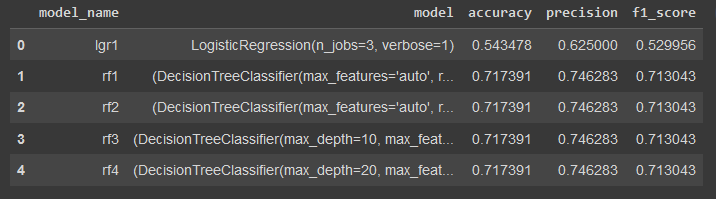 model_name model accuracy precision f1_score
0 lgr1 LogisticRegression(n_jobs=3, verbose=1) 0.543478 0.625000 0.529956
1 rf1 (DecisionTreeClassifier(max_features='auto', r... 0.717391 0.746283 0.713043
2 rf2 (DecisionTreeClassifier(max_features='auto', r... 0.717391 0.746283 0.713043
3 rf3 (DecisionTreeClassifier(max_depth=10, max_feat... 0.717391 0.746283 0.713043
4 rf4 (DecisionTreeClassifier(max_depth=20, max_feat... 0.717391 0.746283 0.713043